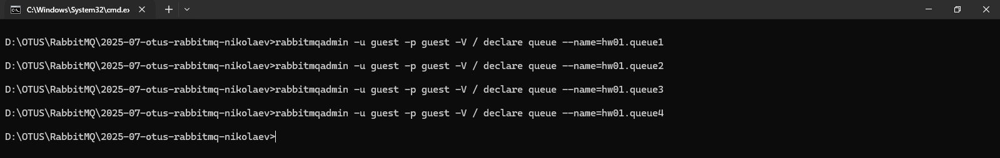 C:\Windows\System32\cmd.ex
D:\OTUS\RabbitMQ\2025-07-otus-rabbitmq-nikolaev>rabbitmqadmin -u guest -p guest -V / declare queue --name=hw01.queue1
D:\OTUS\RabbitMQ\2025-07-otus-rabbitmq-nikolaev>rabbitmqadmin -u guest -p guest -V / declare queue --name=hw01.queue2
D:\OTUS\RabbitMQ\2025-07-otus-rabbitmq-nikolaev>rabbitmqadmin -u guest -p guest -V / declare queue --name=hw01.queue3
D:\OTUS\RabbitMQ\2025-07-otus-rabbitmq-nikolaev>rabbitmqadmin -u guest -p guest -V / declare queue --name=hw01.queue4
D:\OTUS\RabbitMQ\2025-07-otus-rabbitmq-nikolaev>